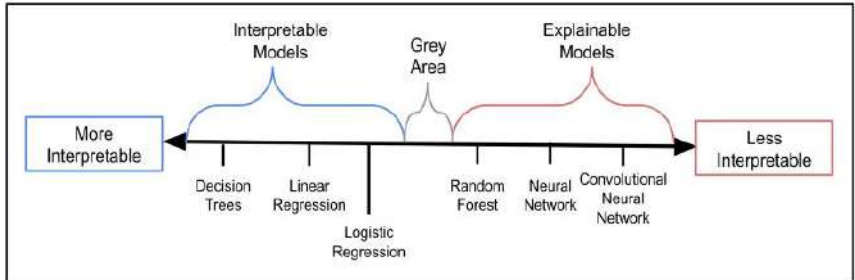 Interpretable
Models
Grey
Area
Explainable
Models
More
Interpretable
Less
Interpretable
Decision
Trees
Linear
Regression
Logistic
Regression
Random
Forest
Neural
Network
Convolutional
Neural
Network